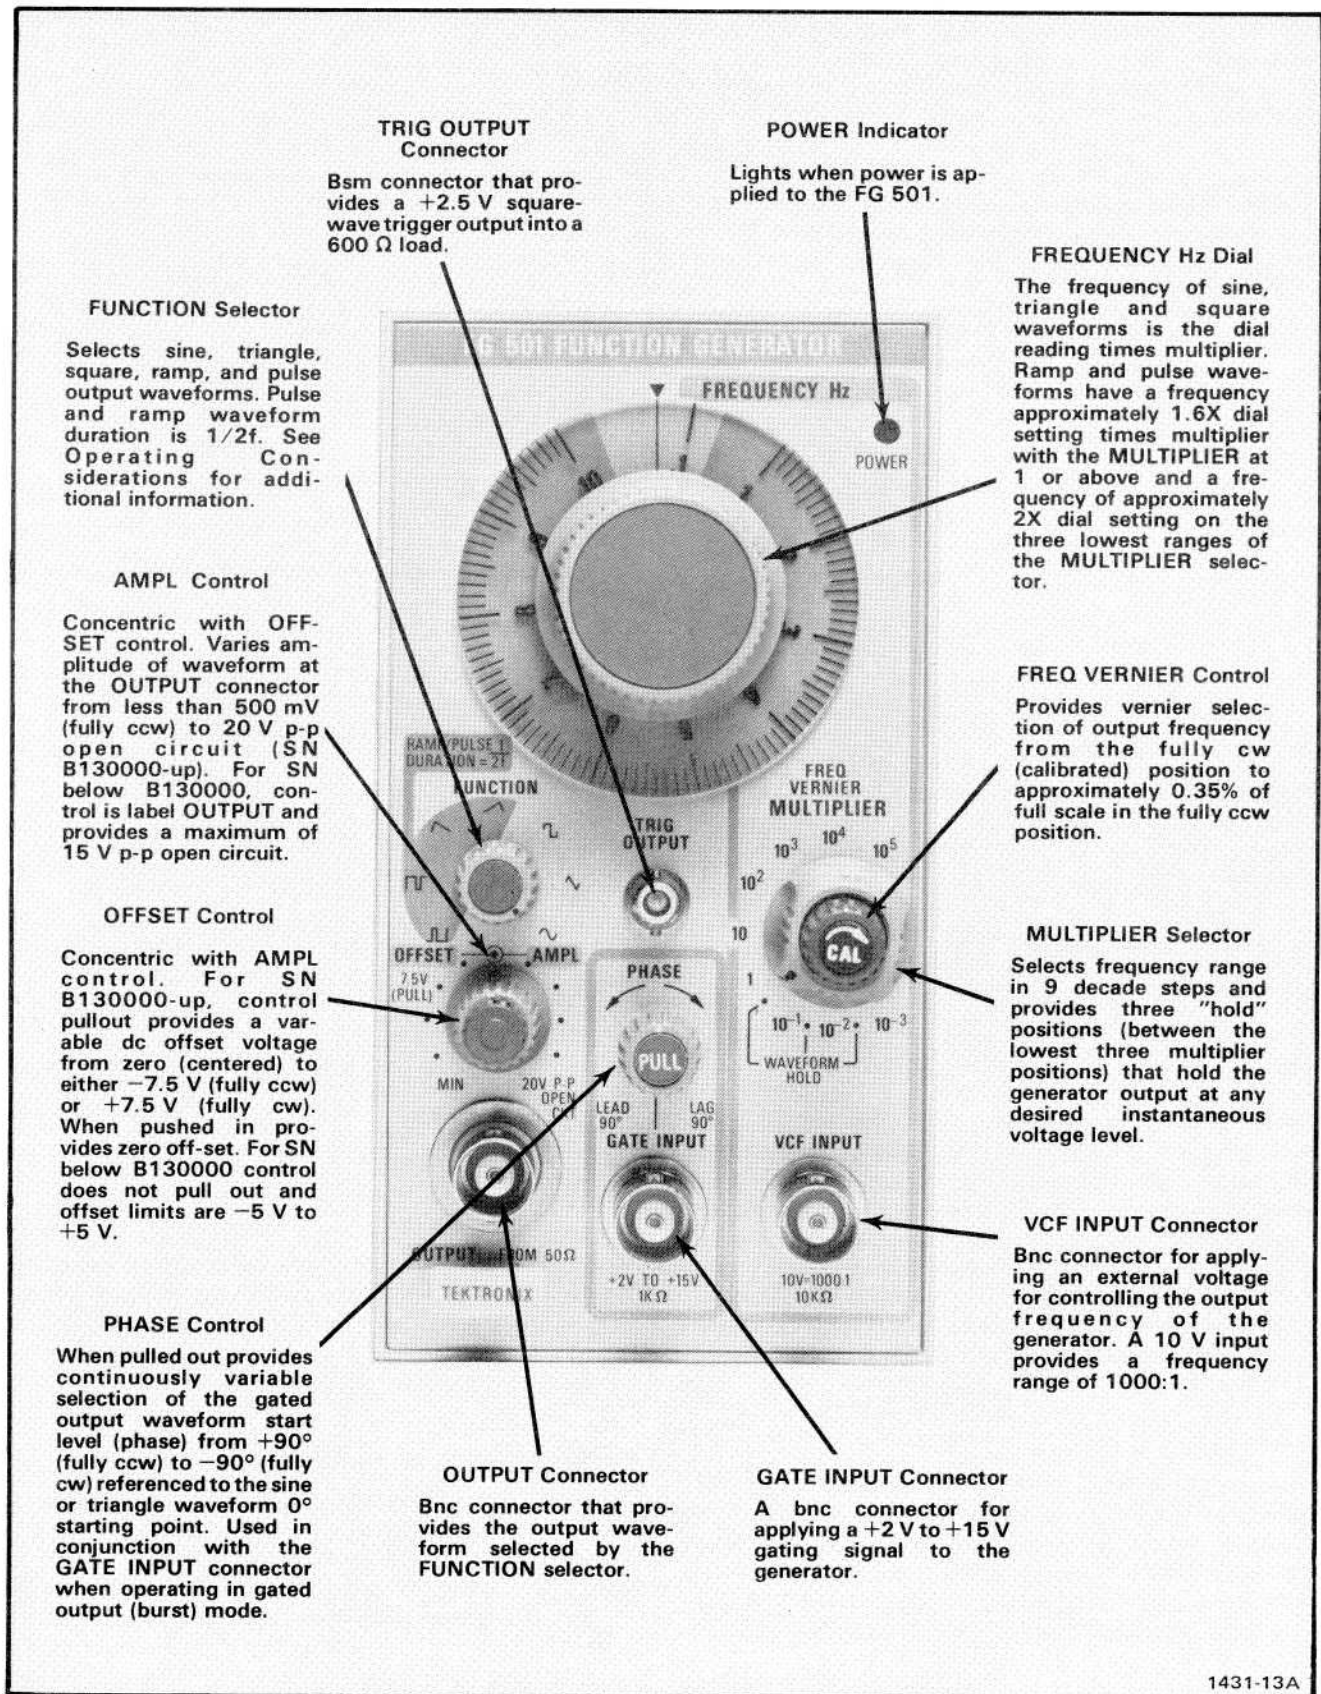 TRIG OUTPUT
Connector
Bsm connector that pro-
vides a +2.5 V square-
wave trigger output into a
600 Ω load.
POWER Indicator
Lights when power is ap-
plied to the FG 501.
FREQUENCY Hz Dial
The frequency of sine,
triangle and square
waveforms is the dial
reading times multiplier.
Ramp and pulse wave-
forms have a frequency
approximately 1.6X dial
setting times multiplier
with the MULTIPLIER at
1 or above and a fre-
quency of approximately
2X dial setting on the
three lowest ranges of
the MULTIPLIER selec-
tor.
FUNCTION Selector
Selects sine, triangle,
square, ramp, and pulse
output waveforms. Pulse
and ramp waveform
duration is 1/2f. See
Operating Con-
siderations for addi-
tional information.
AMPL Control
Concentric with OFF-
SET control. Varies am-
plitude of waveform at
the OUTPUT connector
from less than 500 mV
(fully ccw) to 20 V p-p
open circuit (SN
B130000-up). For SN
below B130000, con-
trol is label OUTPUT and
provides a maximum of
15 V p-p open circuit.
OFFSET Control
Concentric with AMPL
control. For SN
B130000-up, control
pullout provides a var-
able dc offset voltage
from zero (centered) to
either −7.5 V (fully ccw)
or +7.5 V (fully cw).
When pushed in pro-
vides zero off-set. For SN
below B130000 control
does not pull out and
offset limits are −5 V to
+5 V.
PHASE Control
When pulled out provides
continuously variable
selection of the gated
output waveform start
level (phase) from +90°
(fully ccw) to −90° (fully
cw) referenced to the sine
or triangle waveform 0°
starting point. Used in
conjunction with the
GATE INPUT connector
when operating in gated
output (burst) mode.
FG 501 FUNCTION GENERATOR
FREQUENCY Hz
POWER
RAMP/PULSE 1
DURATION = 2f
FUNCTION
TRIG
OUTPUT
FREQ
VERNIER
MULTIPLIER
10³ 10⁴ 10⁵
10²
10
1
10⁻¹ 10⁻² 10⁻³
CAL
WAVEFORM
HOLD
OFFSET AMPL
7.5V
(PULL)
MIN 20V P-P
OPEN
CKT
PHASE
PULL
LEAD
90°
LAG
90°
GATE INPUT
VCF INPUT
OUTPUT FROM 50Ω
TEKTRONIX
+2V TO +15V
1KΩ
10V=1000:1
10KΩ
FREQ VERNIER Control
Provides vernier selec-
tion of output frequency
from the fully cw
(calibrated) position to
approximately 0.35% of
full scale in the fully ccw
position.
MULTIPLIER Selector
Selects frequency range
in 9 decade steps and
provides three "hold"
positions (between the
lowest three multiplier
positions) that hold the
generator output at any
desired instantaneous
voltage level.
VCF INPUT Connector
Bnc connector for apply-
ing an external voltage
for controlling the output
frequency of the
generator. A 10 V input
provides a frequency
range of 1000:1.
OUTPUT Connector
Bnc connector that pro-
vides the output wave-
form selected by the
FUNCTION selector.
GATE INPUT Connector
A bnc connector for
applying a +2 V to +15 V
gating signal to the
generator.
1431-13A